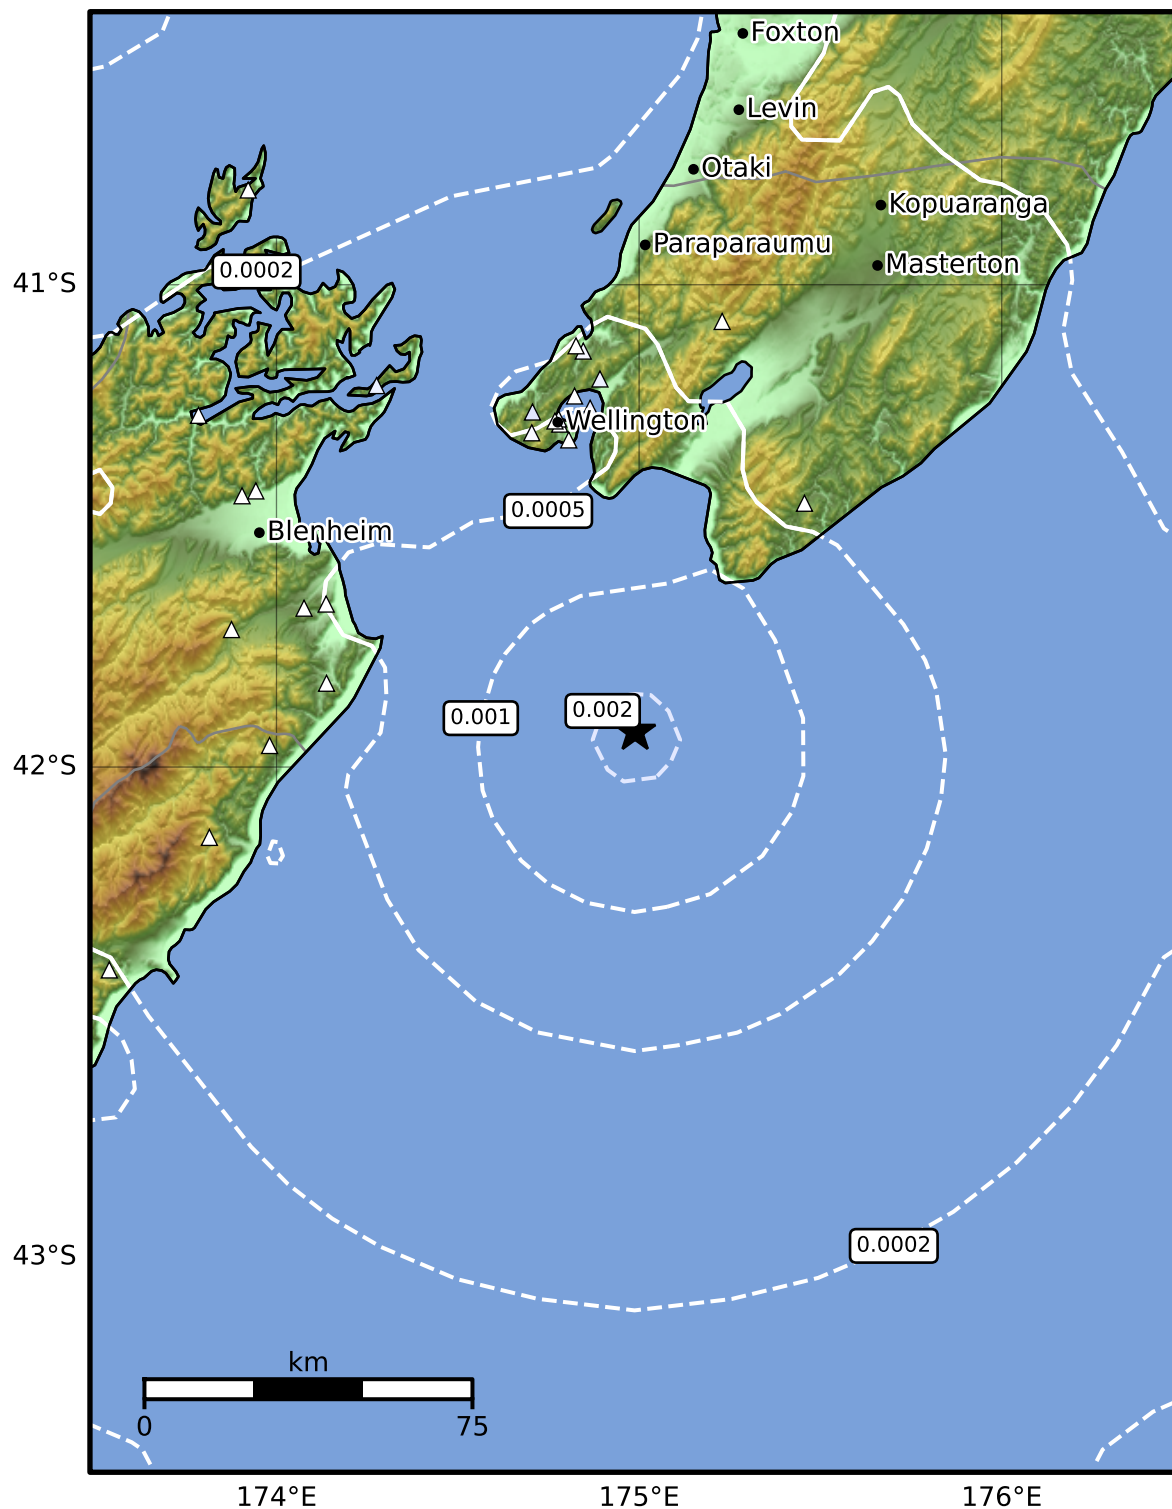 Foxton
Levin
Otaki
Kopuaranga
Paraparaumu
Masterton
0.0002
41°S
Wellington
0.0005
Blenheim
0.002
0.001
42°S
0.0002
43°S
km
0 75
174°E 175°E 176°E